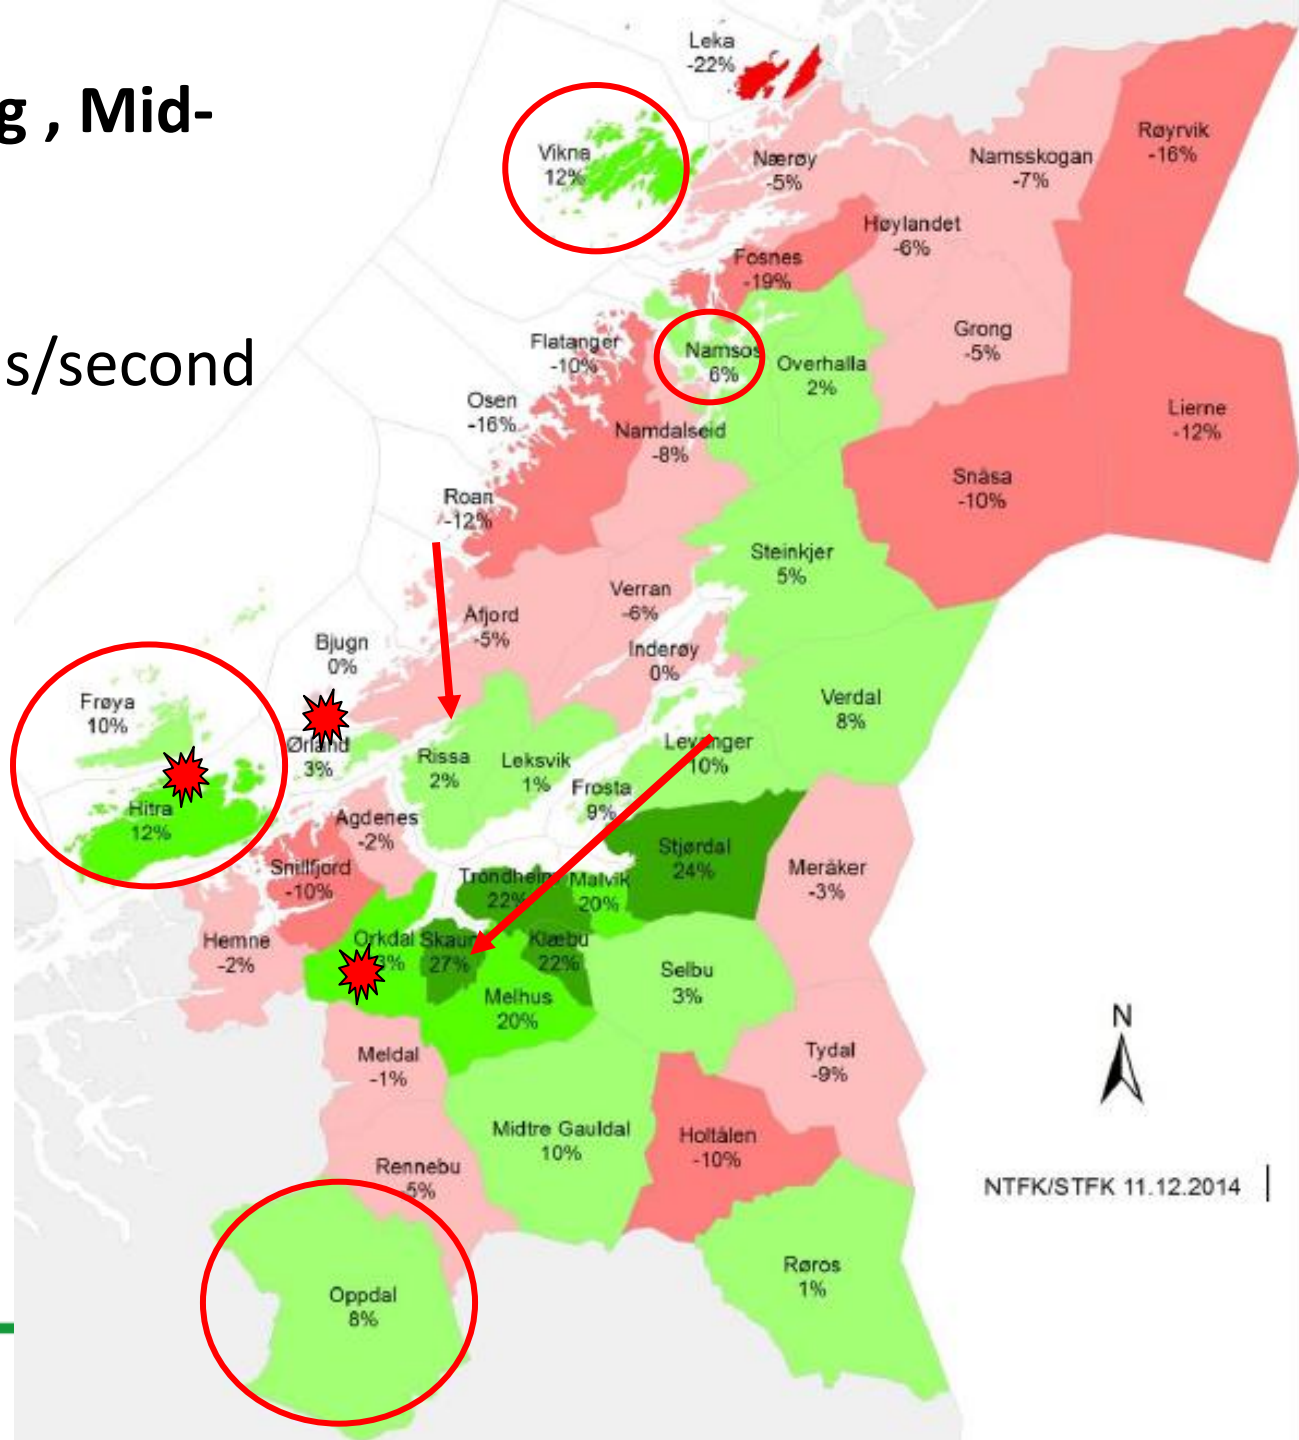 g , Mid-
s/second
Leka
-22%
Vikna
12%
Nærøy
-5%
Namsskogan
-7%
Røyrvik
-16%
Høylandet
-6%
Fosnes
-19%
Flatanger
-10%
Namsos
6%
Overhalla
2%
Grong
-5%
Osen
-16%
Lierne
-12%
Namdalseid
-8%
Snåsa
-10%
Roan
-12%
Steinkjer
5%
Verran
-6%
Åfjord
-5%
Bjugn
0%
Inderøy
0%
Frøya
10%
Verdal
8%
Ørland
3%
Rissa
2%
Leksvik
1%
Levanger
10%
Frosta
9%
Hitra
12%
Agdenes
-2%
Stjørdal
24%
Meråker
-3%
Snillfjord
-10%
Trondheim
22%
Malvik
20%
Hemne
-2%
Orkdal
3%
Skaun
27%
Klæbu
22%
Selbu
3%
Melhus
20%
Meldal
-1%
Tydal
-9%
Midtre Gauldal
10%
Holtålen
-10%
Rennebu
-5%
Oppdal
8%
Røros
1%
N
NTFK/STFK 11.12.2014